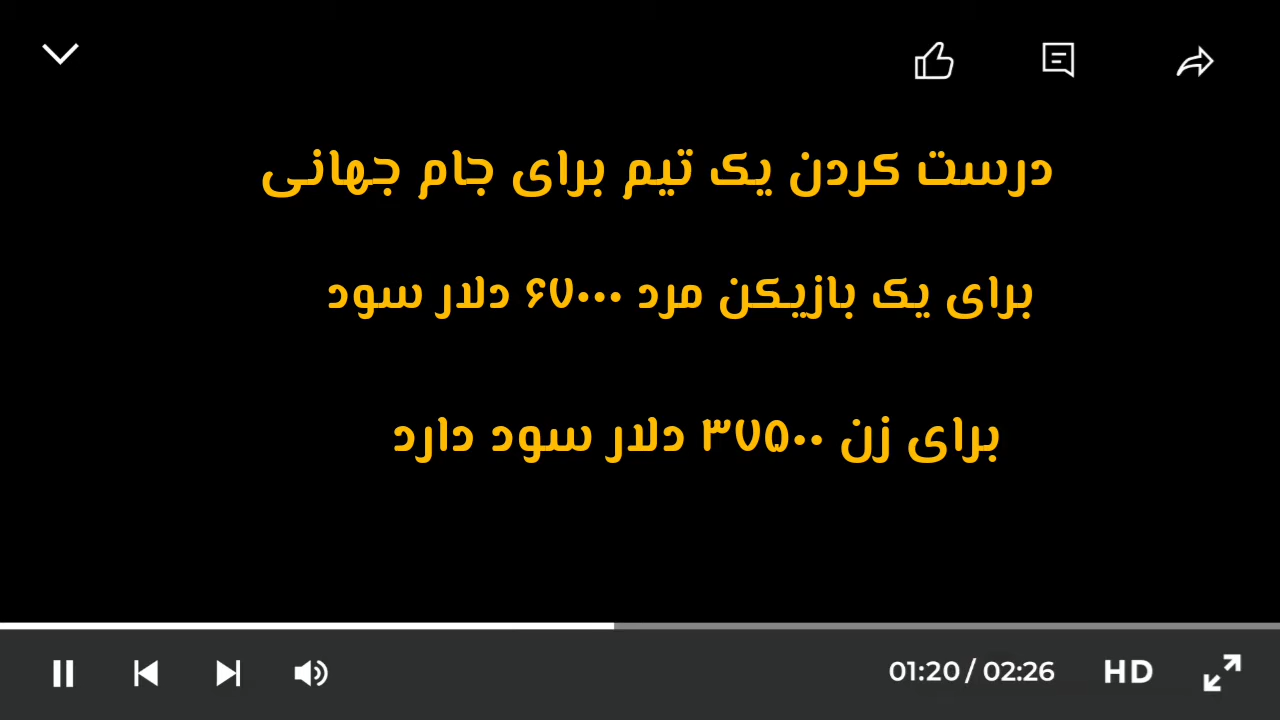 درست کردن یک تیم برای جام جهانی
برای یک بازیکن مرد ۶۷۰۰۰ دلار سود
برای زن ۳۷۵۰۰ دلار سود دارد
01:20 / 02:26 HD